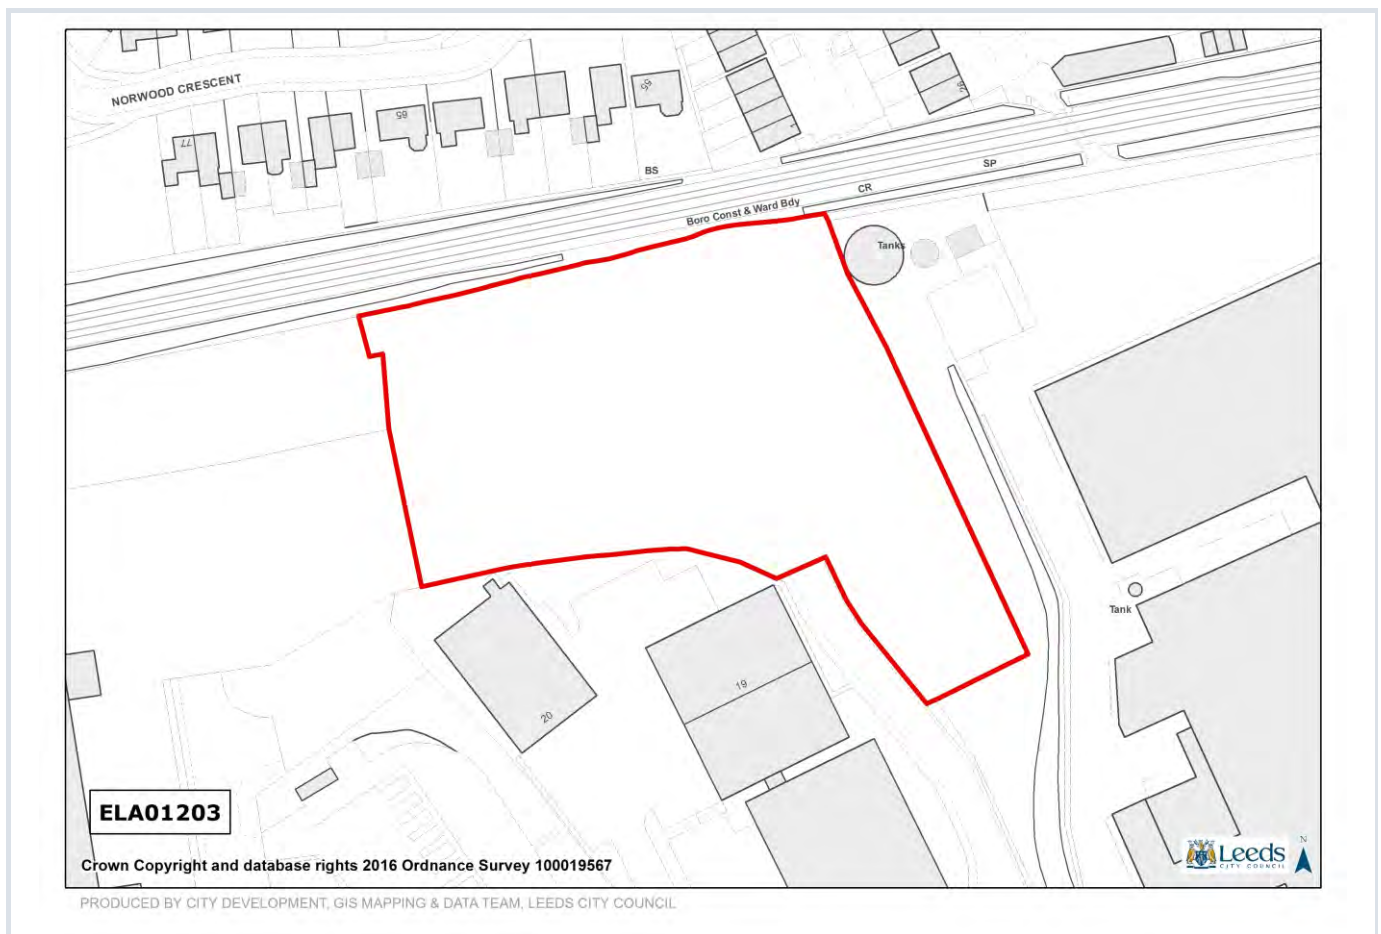 NORWOOD CRESCENT
77
65
55
1
26
BS
SP
CR
Boro Const & Ward Bdy
Tanks
Tank
19
20
ELA01203
Crown Copyright and database rights 2016 Ordnance Survey 100019567
Leeds
CITY COUNCIL
N
PRODUCED BY CITY DEVELOPMENT, GIS MAPPING & DATA TEAM, LEEDS CITY COUNCIL